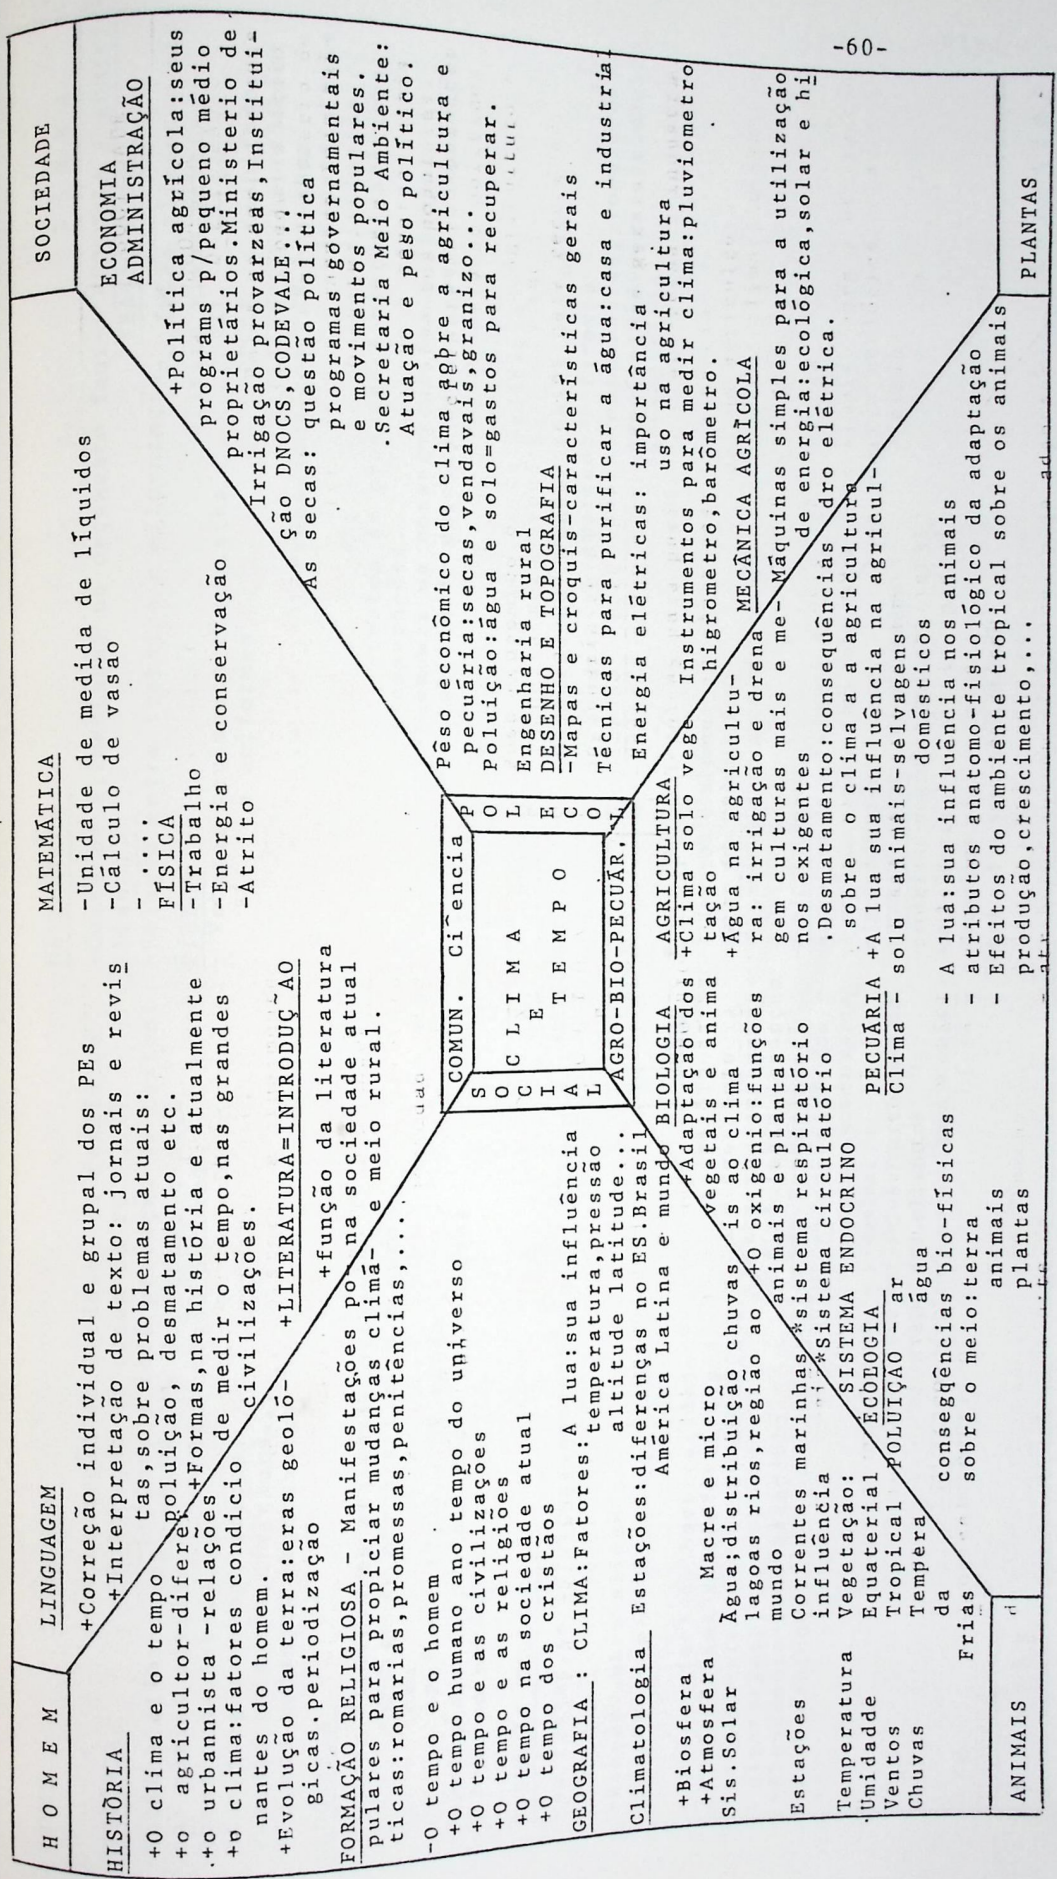 -60-
H O M E M
SOCIEDADE
LINGUAGEM
+Correção individual e grupal dos PEs
+Interpretação de texto: jornais e revis
tas,sobre problemas atuais:
poluição, desmatamento etc.
+Formas,na história e atualmente
de medir o tempo,nas grandes
civilizações.
+LITERATURA=INTRODUÇ~AO
+função da literatura
na sociedade atual
e meio rural.
MATEMÁTICA
-Unidade de medida de líquidos
-Cálculo de vasão
- ....
FÍSICA
-Trabalho
-Energia e conservação
-Atrito
HISTÓRIA
+O clima e o tempo
+o agricultor-difere
.+o urbanista -relações
+o clima:fatores condicio
nantes do homem.
+Evolução da terra:eras geoló-
gicas.periodização
FORMAÇÃO RELIGIOSA - Manifestações po-
pulares para propiciar mudanças climá-
ticas:romarias,promessas,penitências,....
-O tempo e o homem
+O tempo humano ano tempo do universo
+O tempo e as civilizações
+O tempo e as religiões
+O tempo na sociedade atual
+O tempo dos cristãos
GEOGRAFIA : CLIMA:Fatores: A lua:sua influência
temperatura,pressão
altitude latitude...
Climatologia Estações:diferenças no ES.Brasil
América Latina e mundo
+Biosfera
+Atmosfera Macre e micro
Sis.Solar Água;distribuição chuvas
lagoas rios,região ao
mundo
Estações Correntes marinhas
influência
Temperatura Vegetação:
Umidadde Equaterial
Ventos Tropical
Chuvas Tempera
da
Frias
ECONOMIA
ADMINISTRAÇÃO
+Política agrícola:seus
programs p/pequeno médio
proprietários.Ministerio de
Irrigação provarzeas,Institui-
ção DNOCS,CODEVALE...
As secas: questão política
programas governamentais
e movimentos populares.
.Secretaria Meio Ambiente:
Atuação e peso político.
Pêso econômico do clima sobre a agricultura e
pecuária:secas,vendavais,granizo...
Poluição:água e solo=gastos para recuperar.
Engenharia rural
DESENHO E TOPOGRAFIA
-Mapas e croquis-características gerais
Técnicas para purificar a água:casa e industrial
Energia elétricas: importância
uso na agricultura
Instrumentos para medir clima:pluviometro
higrometro,barômetro.
MECÂNICA AGRÍCOLA
Máquinas simples para a utilização
de energia:ecológica,solar e hi
dro elétrica.
COMUN. Ci^encia
S O C I A L
C L I M A
E
T E M P O
P O L E C O L
AGRO-BIO-PECUÁR.
BIOLOGIA
+Adaptação dos
vegetais e anima
is ao clima
+O oxigênio:funções
animais e plantas
*sistema respiratório
*Sistema circulatório
SISTEMA ENDOCRINO
ECOLOGIA
POLUIÇÃO - ar
água
conseqências bio-físicas
sobre o meio:terra
animais
plantas
AGRICULTURA
+Clima solo vege
tação
+Água na agricultu-
ra: irrigação e drena
gem culturas mais e me-
nos exigentes
.Desmatamento:consequências
sobre o clima a agricultura
+A lua sua influência na agricul-
PECUÁRIA
Clima - solo animais-selvagens
domésticos
- A lua:sua influência nos animais
- atributos anatomo-fisiológico da adaptação
- Efeitos do ambiente tropical sobre os animais
produção,crescimento,...
ANIMAIS
PLANTAS